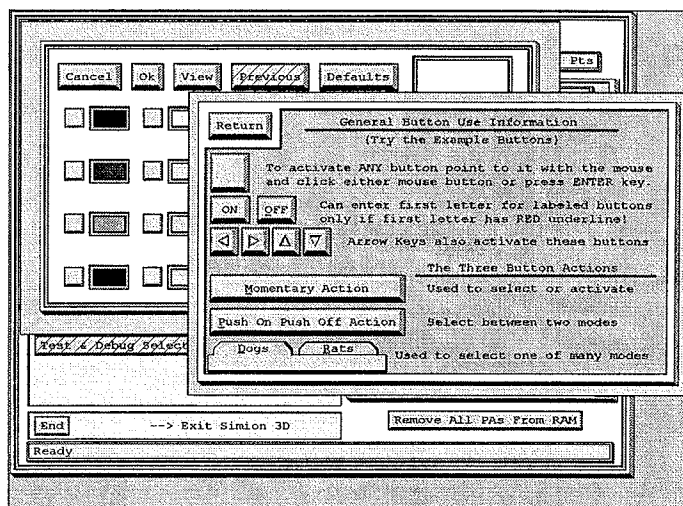 Pts
Cancel Ok View Previous Defaults
Return
General Button Use Information
(Try the Example Buttons)
To activate ANY button point to it with the mouse
and click either mouse button or press ENTER key.
ON OFF
Can enter first letter for labeled buttons
only if first letter has RED underline!
Arrow Keys also activate these buttons
The Three Button Actions
Momentary Action
Used to select or activate
Push On Push Off Action
Select between two modes
Test & Debug Select
Dogs Rats
Used to select one of many modes
End --> Exit Simion 3D
Remove All PAs From RAM
Ready